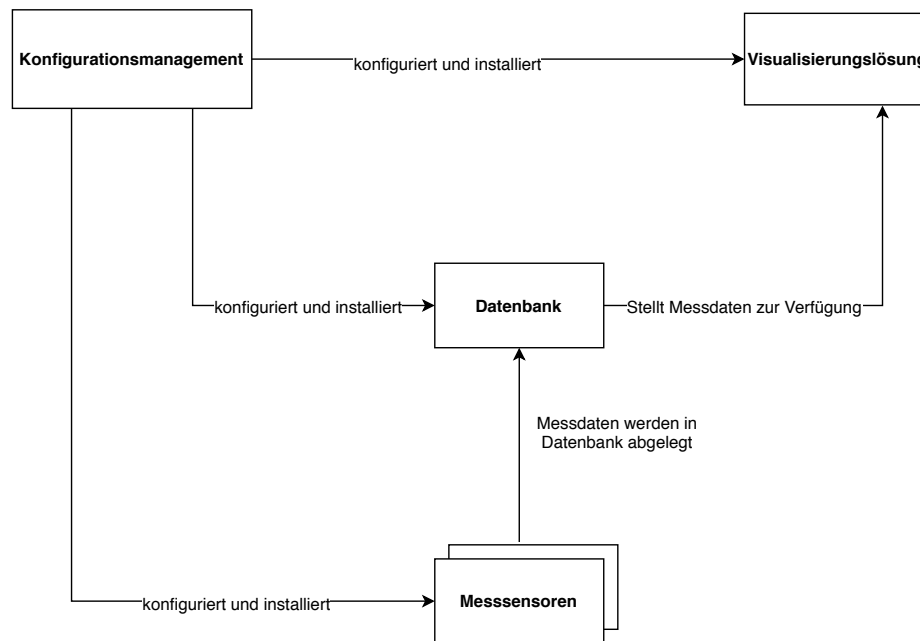 Konfigurationsmanagement
konfiguriert und installiert
Visualisierungslösung
konfiguriert und installiert
Datenbank
Stellt Messdaten zur Verfügung
Messdaten werden in
Datenbank abgelegt
konfiguriert und installiert
Messsensoren